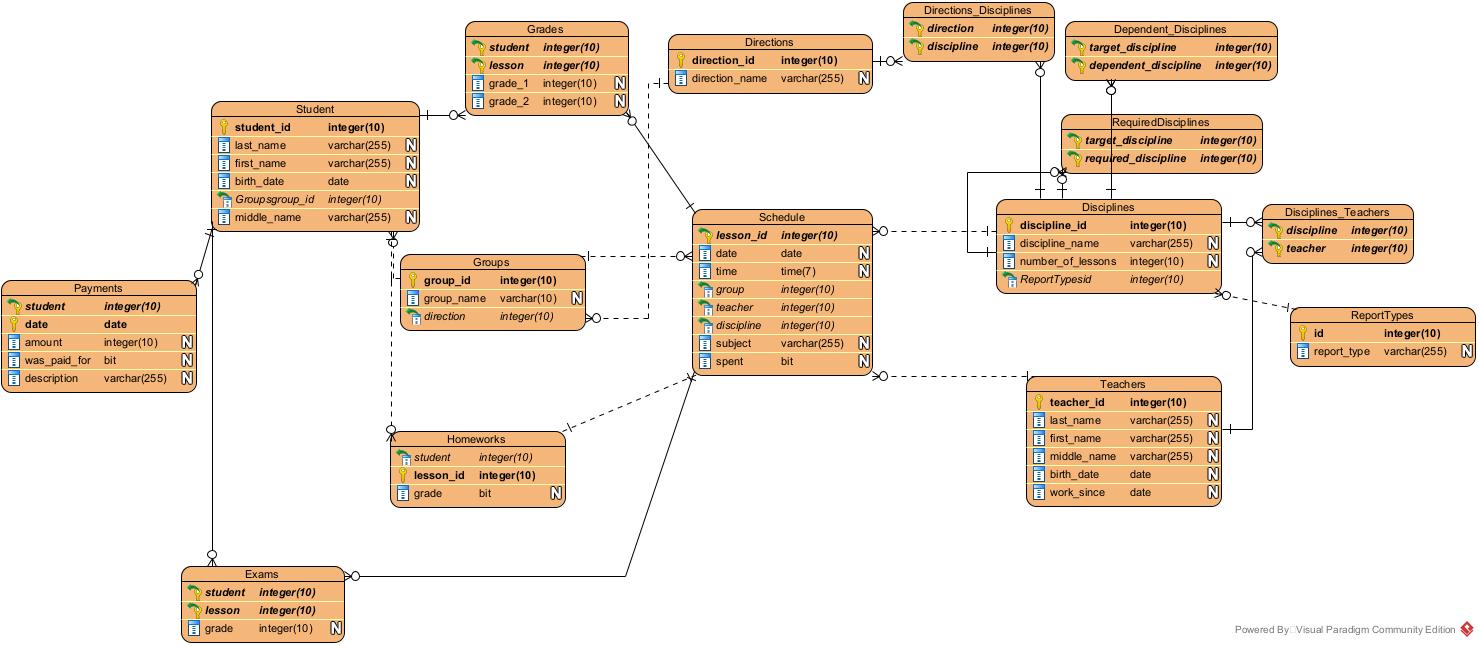 Directions_Disciplines
direction integer(10)
discipline integer(10)
Grades
student integer(10)
lesson integer(10)
grade_1 integer(10) N
grade_2 integer(10) N
Directions
direction_id integer(10)
direction_name varchar(255) N
Dependent_Disciplines
target_discipline integer(10)
dependent_discipline integer(10)
Student
student_id integer(10)
last_name varchar(255) N
first_name varchar(255) N
birth_date date N
Groupsgroup_id integer(10)
middle_name varchar(255) N
RequiredDisciplines
target_discipline integer(10)
required_discipline integer(10)
Schedule
lesson_id integer(10)
date date N
time time(7) N
group integer(10)
teacher integer(10)
discipline integer(10)
subject varchar(255) N
spent bit N
Disciplines
discipline_id integer(10)
discipline_name varchar(255) N
number_of_lessons integer(10) N
ReportTypesid integer(10)
Disciplines_Teachers
discipline integer(10)
teacher integer(10)
Groups
group_id integer(10)
group_name varchar(10) N
direction integer(10)
Payments
student integer(10)
date date
amount integer(10) N
was_paid_for bit N
description varchar(255) N
ReportTypes
id integer(10)
report_type varchar(255) N
Teachers
teacher_id integer(10)
last_name varchar(255) N
first_name varchar(255) N
middle_name varchar(255) N
birth_date date N
work_since date N
Homeworks
student integer(10)
lesson_id integer(10)
grade bit N
Exams
student integer(10)
lesson integer(10)
grade integer(10) N
Powered By Visual Paradigm Community Edition